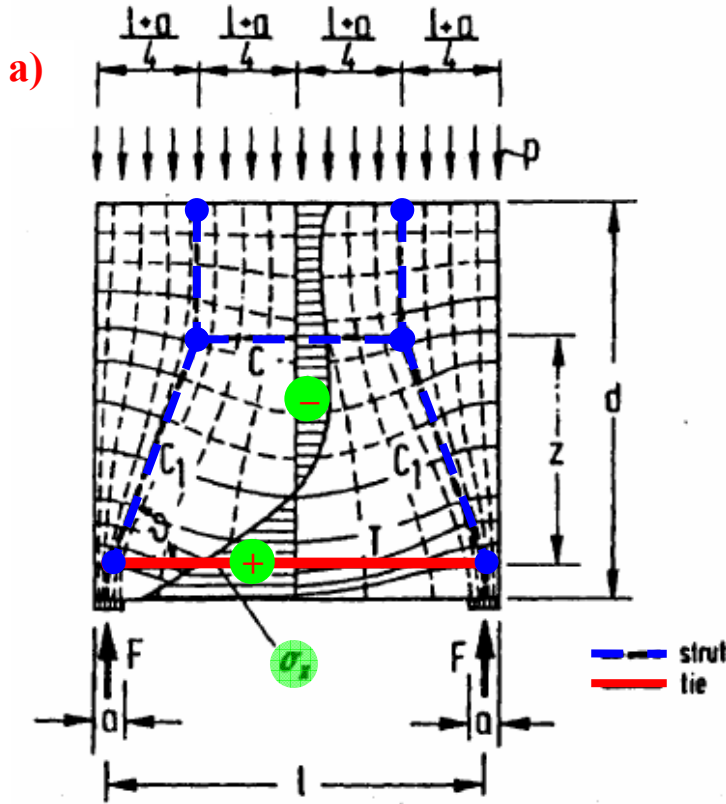 l+a l+a l+a l+a
4 4 4 4
a)
p
C
−
d
z
C1 C1
ϑ
T
+
F F
σx
strut
tie
a a
l